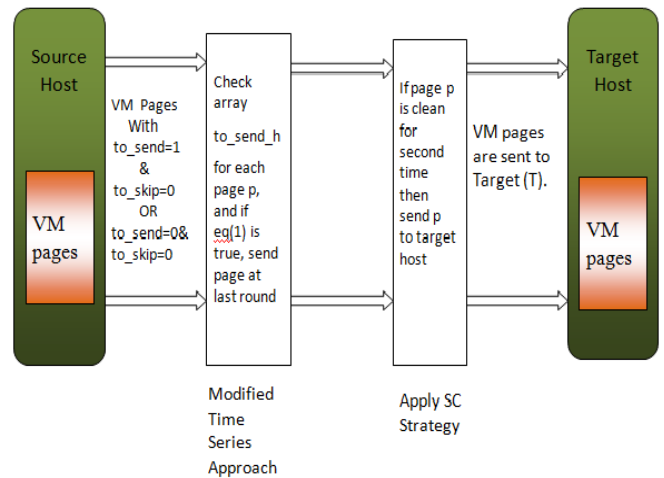 Source
Host
VM
pages
VM Pages
With
to_send=1
&
to_skip=0
OR
to_send=0&
to_skip=0
Check
array
to_send_h
for each
page p,
and if
eq(1) is
true, send
page at
last round
Modified
Time
Series
Approach
If page p
is clean
for
second
time
then
send p
to target
host
Apply SC
Strategy
VM pages
are sent to
Target (T).
Target
Host
VM
pages